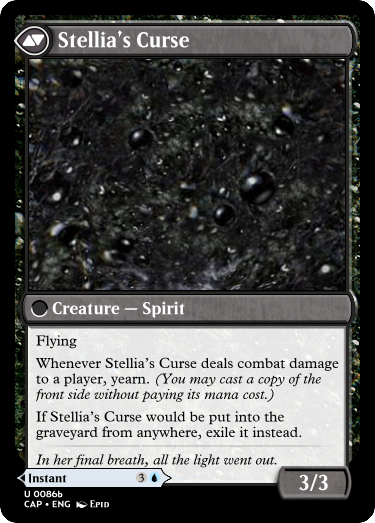 Stellia's Curse
Creature — Spirit
Flying
Whenever Stellia's Curse deals combat damage
to a player, yearn. (You may cast a copy of the
front side without paying its mana cost.)
If Stellia's Curse would be put into the
graveyard from anywhere, exile it instead.
In her final breath, all the light went out.
Instant 3
3/3
U 0086b
CAP • ENG Epid